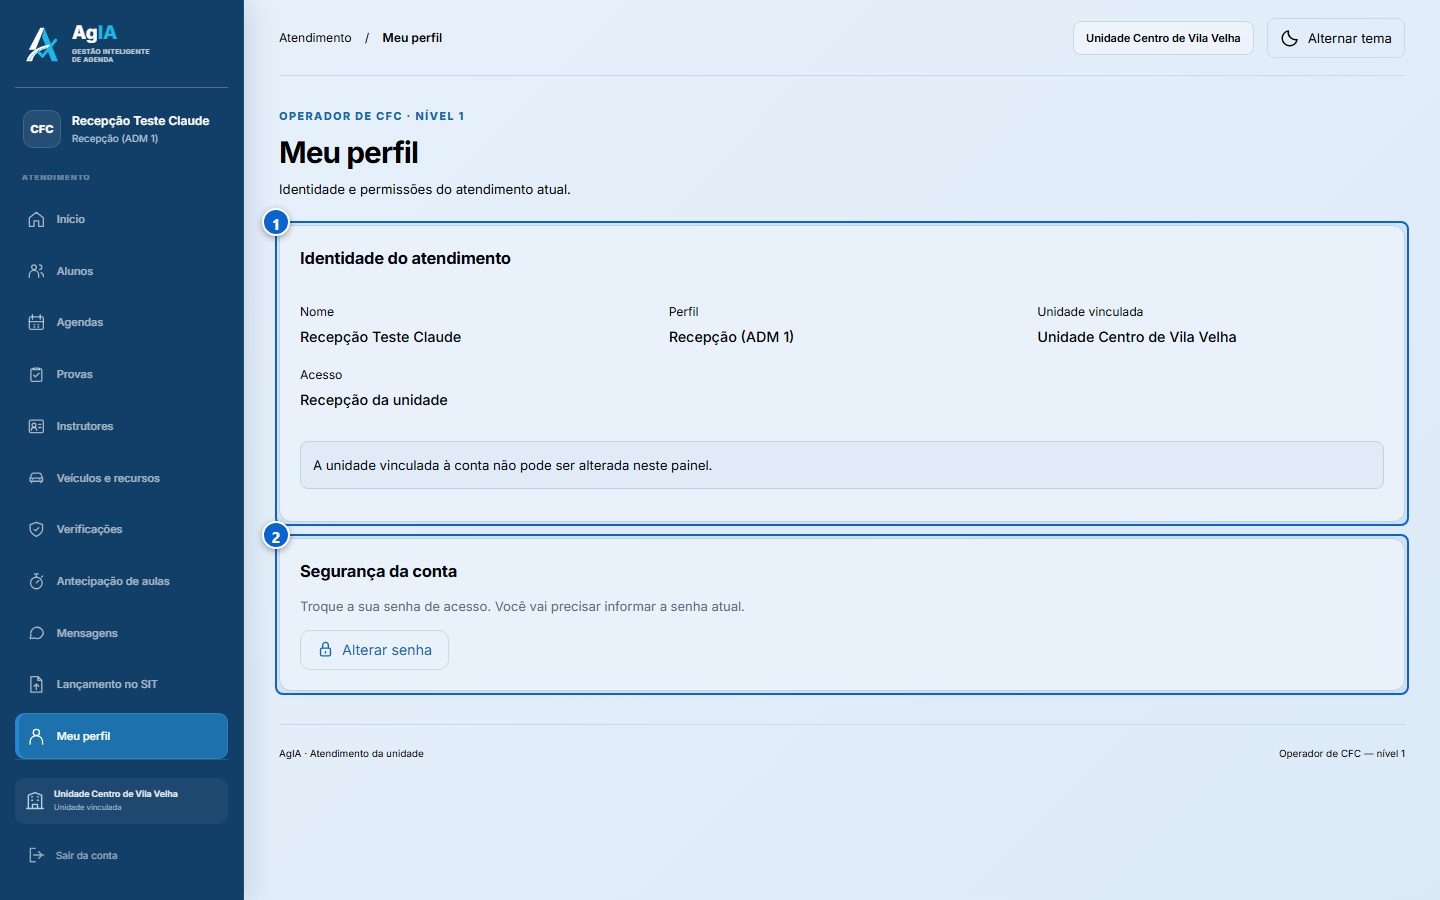 AgIA
GESTÃO INTELIGENTE
DE AGENDA
CFC
Recepção Teste Claude
Recepção (ADM 1)
ATENDIMENTO
Início
Alunos
Agendas
Provas
Instrutores
Veículos e recursos
Verificações
Antecipação de aulas
Mensagens
Lançamento no SIT
Meu perfil
Unidade Centro de Vila Velha
Unidade vinculada
Sair da conta
Atendimento / Meu perfil
Unidade Centro de Vila Velha
Alternar tema
OPERADOR DE CFC · NÍVEL 1
Meu perfil
Identidade e permissões do atendimento atual.
1
Identidade do atendimento
Nome
Recepção Teste Claude
Perfil
Recepção (ADM 1)
Unidade vinculada
Unidade Centro de Vila Velha
Acesso
Recepção da unidade
A unidade vinculada à conta não pode ser alterada neste painel.
2
Segurança da conta
Troque a sua senha de acesso. Você vai precisar informar a senha atual.
Alterar senha
AgIA · Atendimento da unidade
Operador de CFC — nível 1